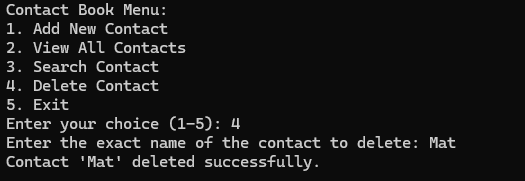 Contact Book Menu:
1. Add New Contact
2. View All Contacts
3. Search Contact
4. Delete Contact
5. Exit
Enter your choice (1-5): 4
Enter the exact name of the contact to delete: Mat
Contact 'Mat' deleted successfully.